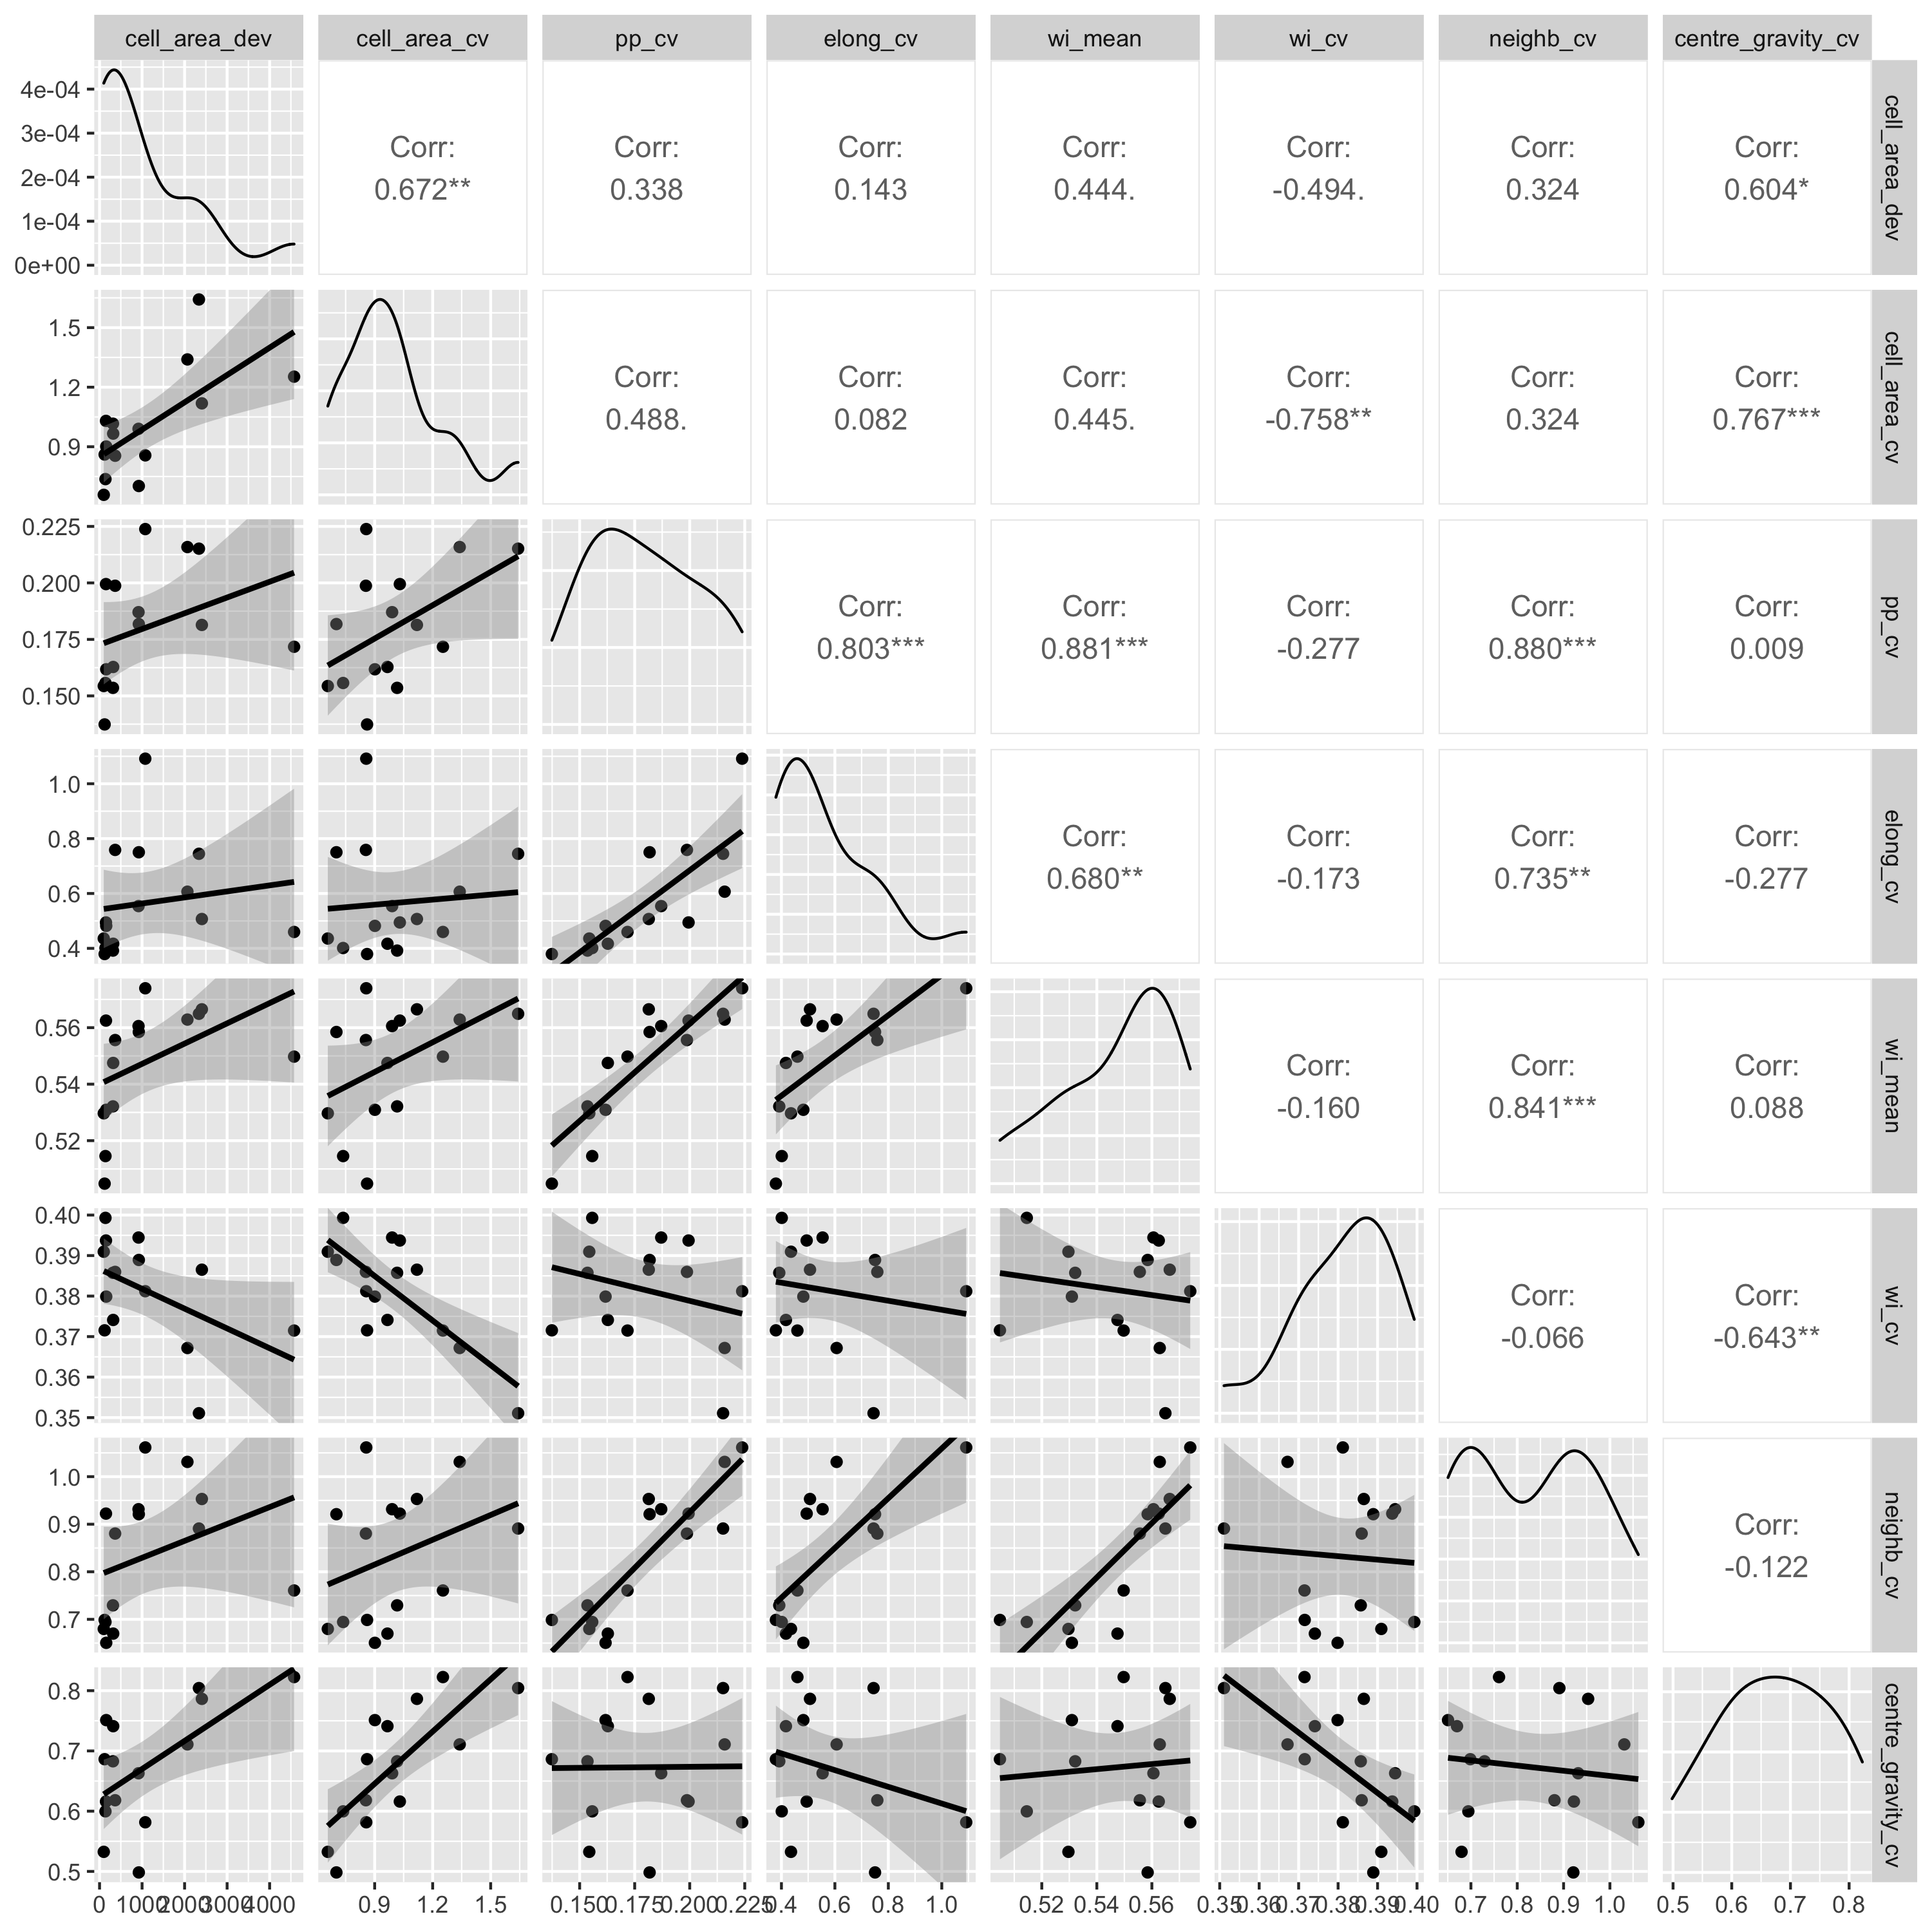 cell_area_dev cell_area_cv pp_cv elong_cv wi_mean wi_cv neighb_cv centre_gravity_cv
4e-04
3e-04
2e-04
1e-04
0e+00
Corr: Corr: Corr: Corr: Corr: Corr: Corr:
0.672** 0.338 0.143 0.444. -0.494. 0.324 0.604*
cell_area_dev
1.5
1.2
0.9
Corr: Corr: Corr: Corr: Corr: Corr:
0.488. 0.082 0.445. -0.758** 0.324 0.767***
cell_area_cv
0.225
0.200
0.175
0.150
Corr: Corr: Corr: Corr: Corr:
0.803*** 0.881*** -0.277 0.880*** 0.009
pp_cv
1.0
0.8
0.6
0.4
Corr: Corr: Corr: Corr:
0.680** -0.173 0.735** -0.277
elong_cv
0.56
0.54
0.52
Corr: Corr: Corr:
-0.160 0.841*** 0.088
wi_mean
0.40
0.39
0.38
0.37
0.36
0.35
Corr: Corr:
-0.066 -0.643**
wi_cv
1.0
0.9
0.8
0.7
Corr:
-0.122
neighb_cv
0.8
0.7
0.6
0.5
centre_gravity_cv
0 1000 2000 3000 4000 0.9 1.2 1.5 0.150 0.175 0.200 0.225 0.4 0.6 0.8 1.0 0.52 0.54 0.56 0.35 0.36 0.37 0.38 0.39 0.40 0.7 0.8 0.9 1.0 0.5 0.6 0.7 0.8